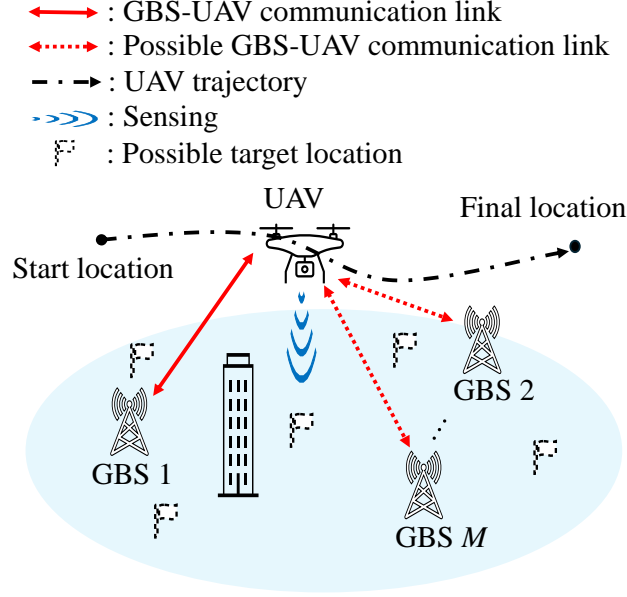 : GBS-UAV communication link
: Possible GBS-UAV communication link
: UAV trajectory
: Sensing
: Possible target location
UAV
Final location
Start location
GBS 2
GBS 1
GBS M